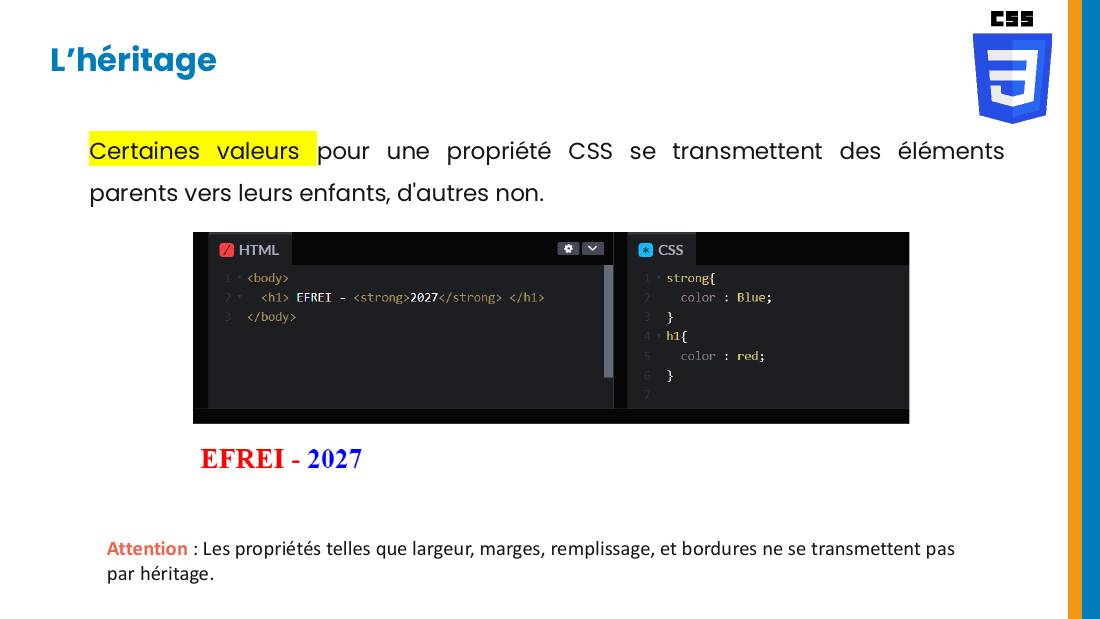 CSS
L’héritage
Certaines valeurs pour une propriété CSS se transmettent des éléments
parents vers leurs enfants, d'autres non.
HTML
1 <body>
2 <h1> EFREI - <strong>2027</strong> </h1>
3 </body>
CSS
1 strong{
2 color : Blue;
3 }
4 h1{
5 color : red;
6 }
7
EFREI - 2027
Attention : Les propriétés telles que largeur, marges, remplissage, et bordures ne se transmettent pas
par héritage.